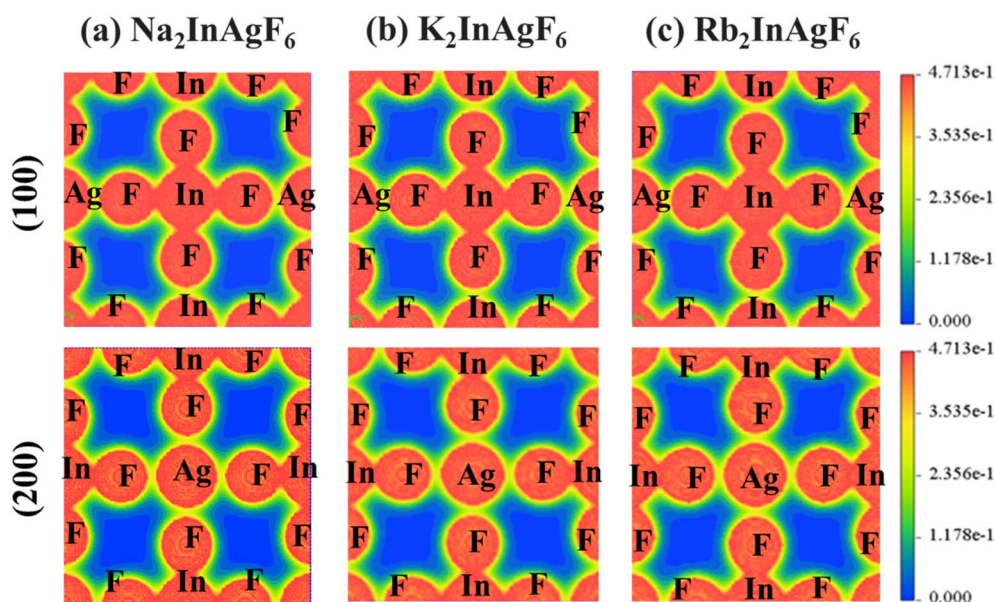 (a) Na₂InAgF₆ (b) K₂InAgF₆ (c) Rb₂InAgF₆
(100)
F In F F In F F In F
F F F F F F
F F F
Ag F In F Ag Ag F In F Ag Ag F In F Ag
F F F F F F F F F
F In F F In F F In F
4.713e-1
3.535e-1
2.356e-1
1.178e-1
0.000
(200)
F In F F In F F In F
F F F F F F F F F
In F Ag F In In F Ag F In In F Ag F In
F F F F F F F F F
F In F F In F F In F
4.713e-1
3.535e-1
2.356e-1
1.178e-1
0.000